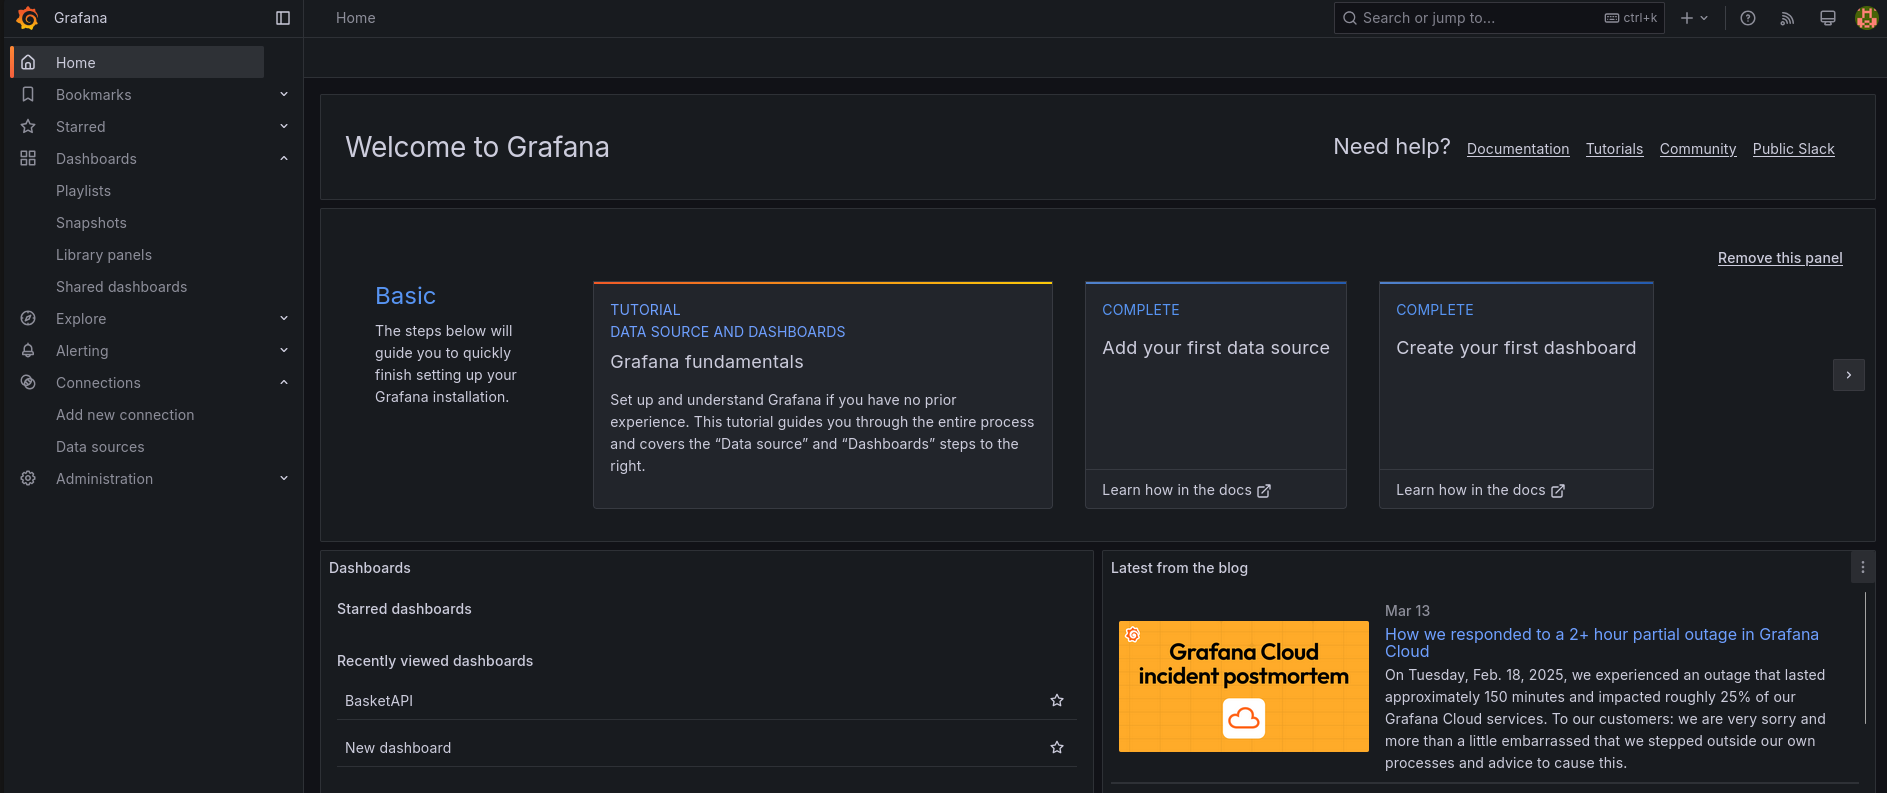 Grafana
Home
Search or jump to...
ctrl+k
Home
Bookmarks
Starred
Dashboards
Playlists
Snapshots
Library panels
Shared dashboards
Explore
Alerting
Connections
Add new connection
Data sources
Administration
Welcome to Grafana
Need help?
Documentation
Tutorials
Community
Public Slack
Remove this panel
Basic
The steps below will
guide you to quickly
finish setting up your
Grafana installation.
TUTORIAL
DATA SOURCE AND DASHBOARDS
Grafana fundamentals
Set up and understand Grafana if you have no prior
experience. This tutorial guides you through the entire process
and covers the “Data source” and “Dashboards” steps to the
right.
COMPLETE
Add your first data source
Learn how in the docs
COMPLETE
Create your first dashboard
Learn how in the docs
Dashboards
Starred dashboards
Recently viewed dashboards
BasketAPI
New dashboard
Latest from the blog
Grafana Cloud
incident postmortem
Mar 13
How we responded to a 2+ hour partial outage in Grafana
Cloud
On Tuesday, Feb. 18, 2025, we experienced an outage that lasted
approximately 150 minutes and impacted roughly 25% of our
Grafana Cloud services. To our customers: we are very sorry and
more than a little embarrassed that we stepped outside our own
processes and advice to cause this.